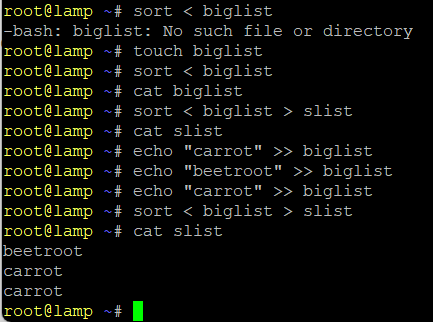 root@lamp ~# sort < biglist
-bash: biglist: No such file or directory
root@lamp ~# touch biglist
root@lamp ~# sort < biglist
root@lamp ~# cat biglist
root@lamp ~# sort < biglist > slist
root@lamp ~# cat slist
root@lamp ~# echo "carrot" >> biglist
root@lamp ~# echo "beetroot" >> biglist
root@lamp ~# echo "carrot" >> biglist
root@lamp ~# sort < biglist > slist
root@lamp ~# cat slist
beetroot
carrot
carrot
root@lamp ~#